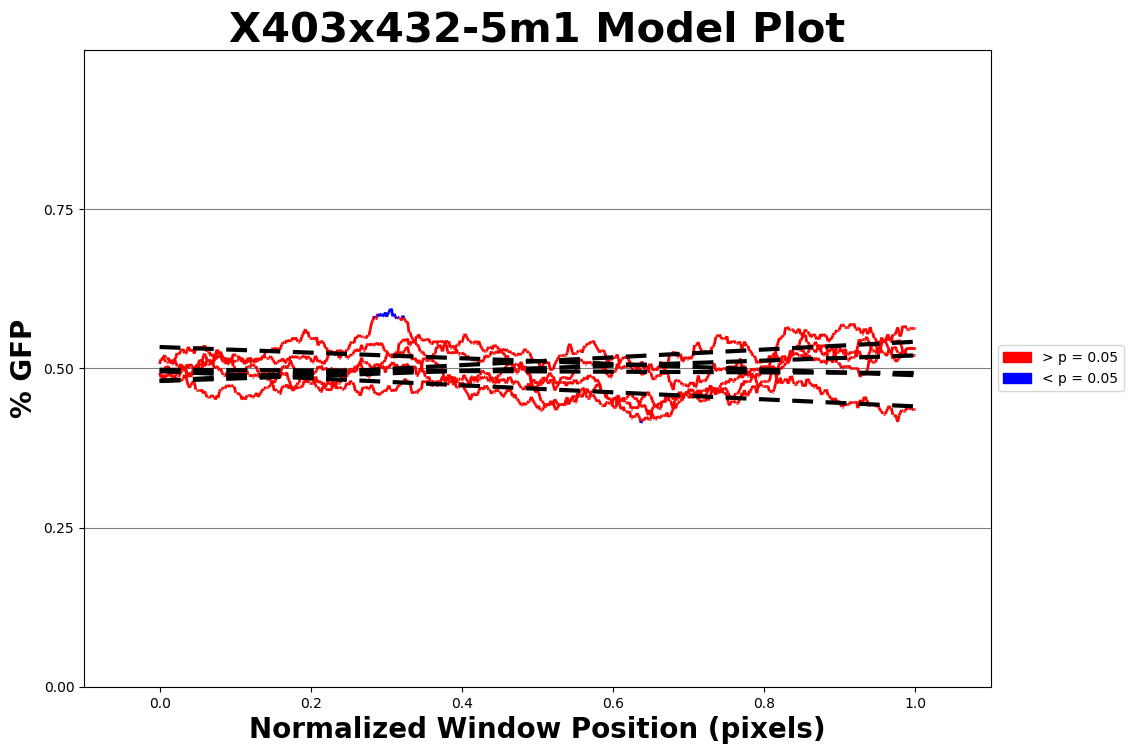 X403x432-5m1 Model Plot
% GFP
0.75
0.50
0.25
0.00
0.0 0.2 0.4 0.6 0.8 1.0
Normalized Window Position (pixels)
> p = 0.05
< p = 0.05